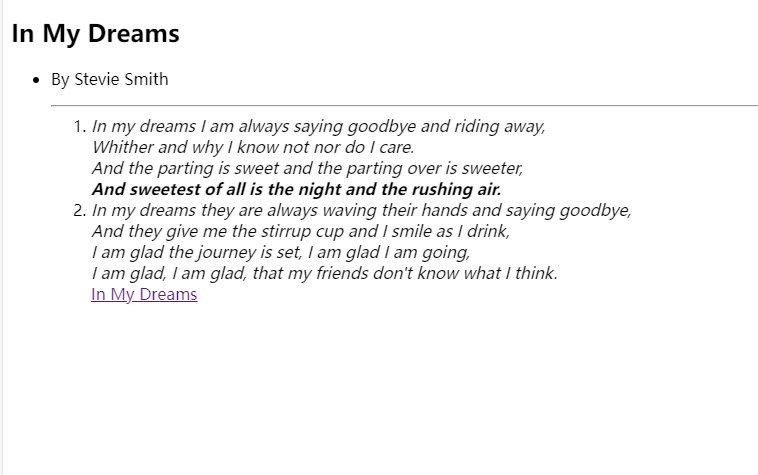 In My Dreams
• By Stevie Smith
1. In my dreams I am always saying goodbye and riding away,
Whither and why I know not nor do I care.
And the parting is sweet and the parting over is sweeter,
And sweetest of all is the night and the rushing air.
2. In my dreams they are always waving their hands and saying goodbye,
And they give me the stirrup cup and I smile as I drink,
I am glad the journey is set, I am glad I am going,
I am glad, I am glad, that my friends don't know what I think.
In My Dreams